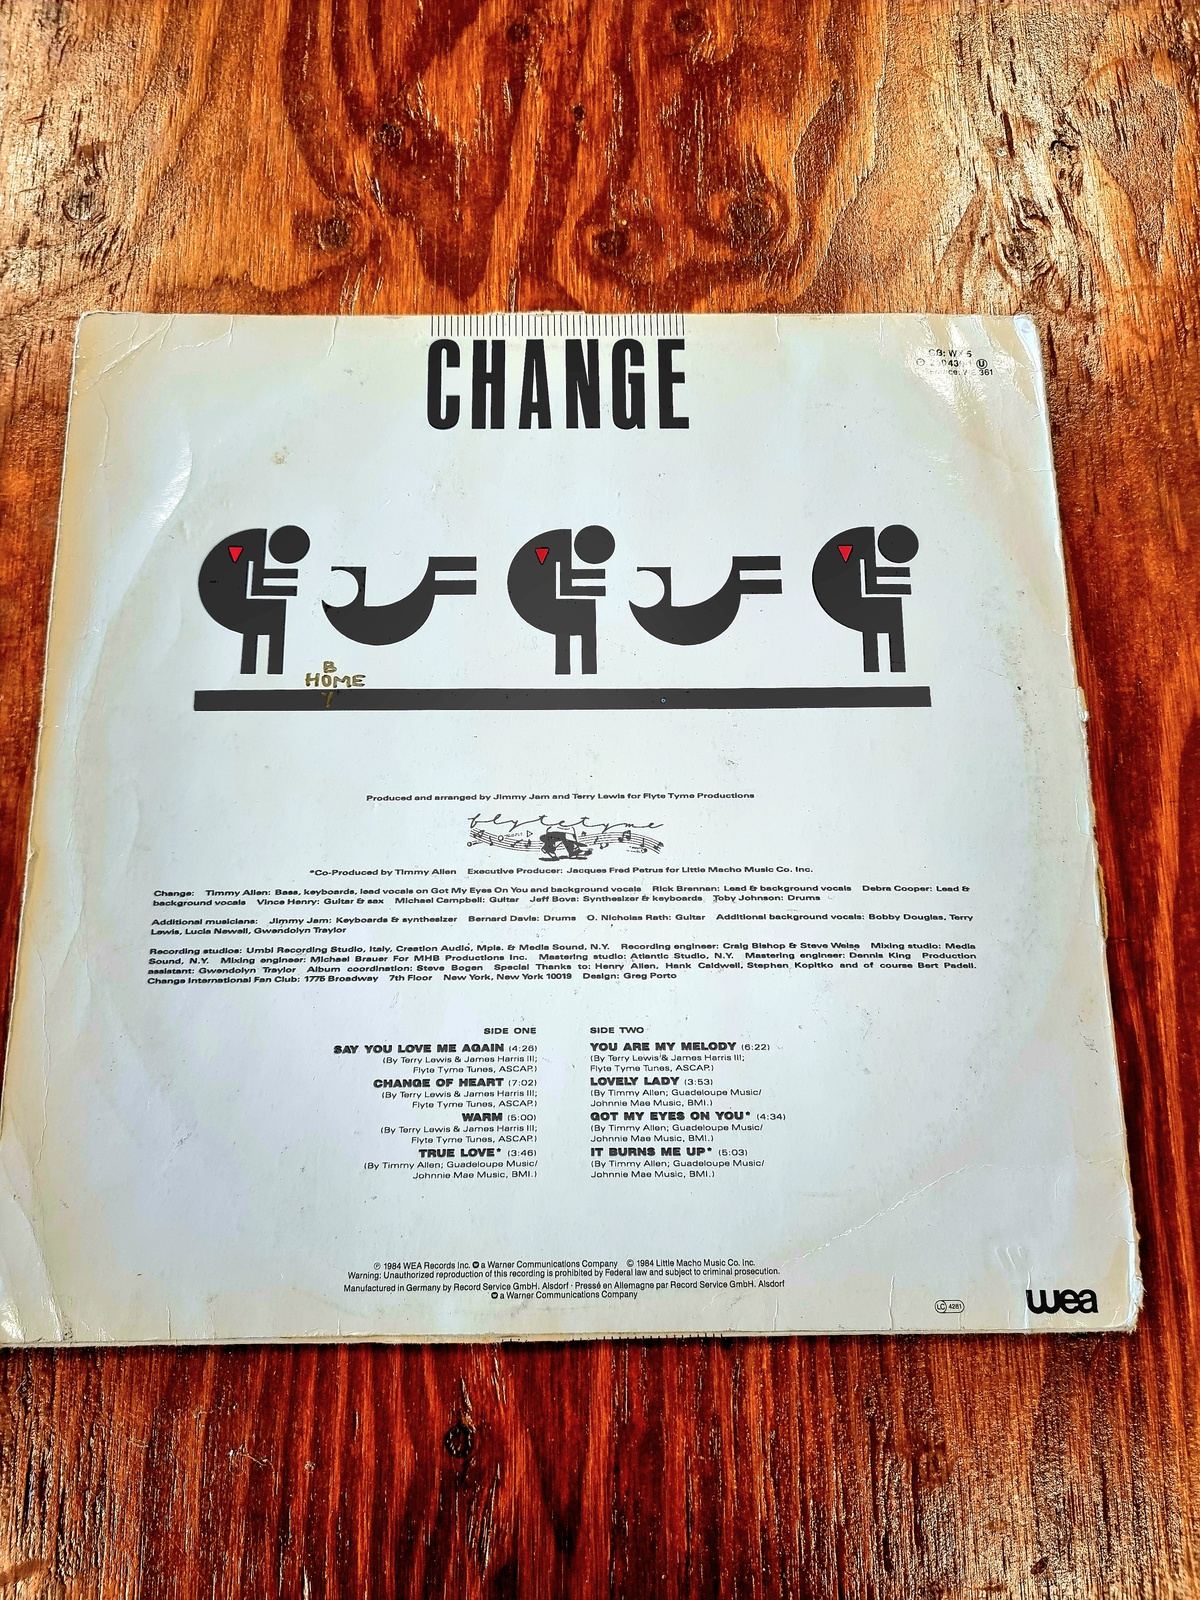 CHANGE
GB: WX 5
U
France: WE 361
B
HOME
Y
Produced and arranged by Jimmy Jam and Terry Lewis for Flyte Tyme Productions
flytetyme
*Co-Produced by Timmy Allen Executive Producer: Jacques Fred Petrus for Little Macho Music Co. Inc.
Change: Timmy Allen: Bass, keyboards, lead vocals on Got My Eyes On You and background vocals Rick Brennan: Lead & background vocals Debra Cooper: Lead &
background vocals Vince Henry: Guitar & sax Michael Campbell: Guitar Jeff Bova: Synthesizer & keyboards Toby Johnson: Drums
Additional musicians: Jimmy Jam: Keyboards & synthesizer Bernard Davis: Drums O. Nicholas Rath: Guitar Additional background vocals: Bobby Douglas, Terry
Lewis, Lucia Newell, Gwendolyn Traylor
Recording studios: Umbi Recording Studio, Italy, Creation Audio, Mpls. & Media Sound, N.Y. Recording engineer: Craig Bishop & Steve Weise Mixing studio: Media
Sound, N.Y. Mixing engineer: Michael Brauer For MHB Productions Inc. Mastering studio: Atlantic Studio, N.Y. Mastering engineer: Dennis King Production
assistant: Gwendolyn Traylor Album coordination: Steve Bogen Special Thanks to: Henry Allen, Hank Caldwell, Stephen Kopitko and of course Bert Padell.
Change International Fan Club: 1775 Broadway 7th Floor New York, New York 10019 Design: Greg Porto
SIDE ONE
SAY YOU LOVE ME AGAIN (4:26)
(By Terry Lewis & James Harris III;
Flyte Tyme Tunes, ASCAP.)
CHANGE OF HEART (7:02)
(By Terry Lewis & James Harris III;
Flyte Tyme Tunes, ASCAP.)
WARM (5:00)
(By Terry Lewis & James Harris III;
Flyte Tyme Tunes, ASCAP.)
TRUE LOVE* (3:46)
(By Timmy Allen; Guadeloupe Music/
Johnnie Mae Music, BMI.)
SIDE TWO
YOU ARE MY MELODY (6:22)
(By Terry Lewis & James Harris III;
Flyte Tyme Tunes, ASCAP.)
LOVELY LADY (3:53)
(By Timmy Allen; Guadeloupe Music/
Johnnie Mae Music, BMI.)
GOT MY EYES ON YOU* (4:34)
(By Timmy Allen; Guadeloupe Music/
Johnnie Mae Music, BMI.)
IT BURNS ME UP* (5:03)
(By Timmy Allen; Guadeloupe Music/
Johnnie Mae Music, BMI.)
℗ 1984 WEA Records Inc. a Warner Communications Company © 1984 Little Macho Music Co. Inc.
Warning: Unauthorized reproduction of this recording is prohibited by Federal law and subject to criminal prosecution.
Manufactured in Germany by Record Service GmbH. Alsdorf · Pressé en Allemagne par Record Service GmbH. Alsdorf
a Warner Communications Company
LC 4281
wea